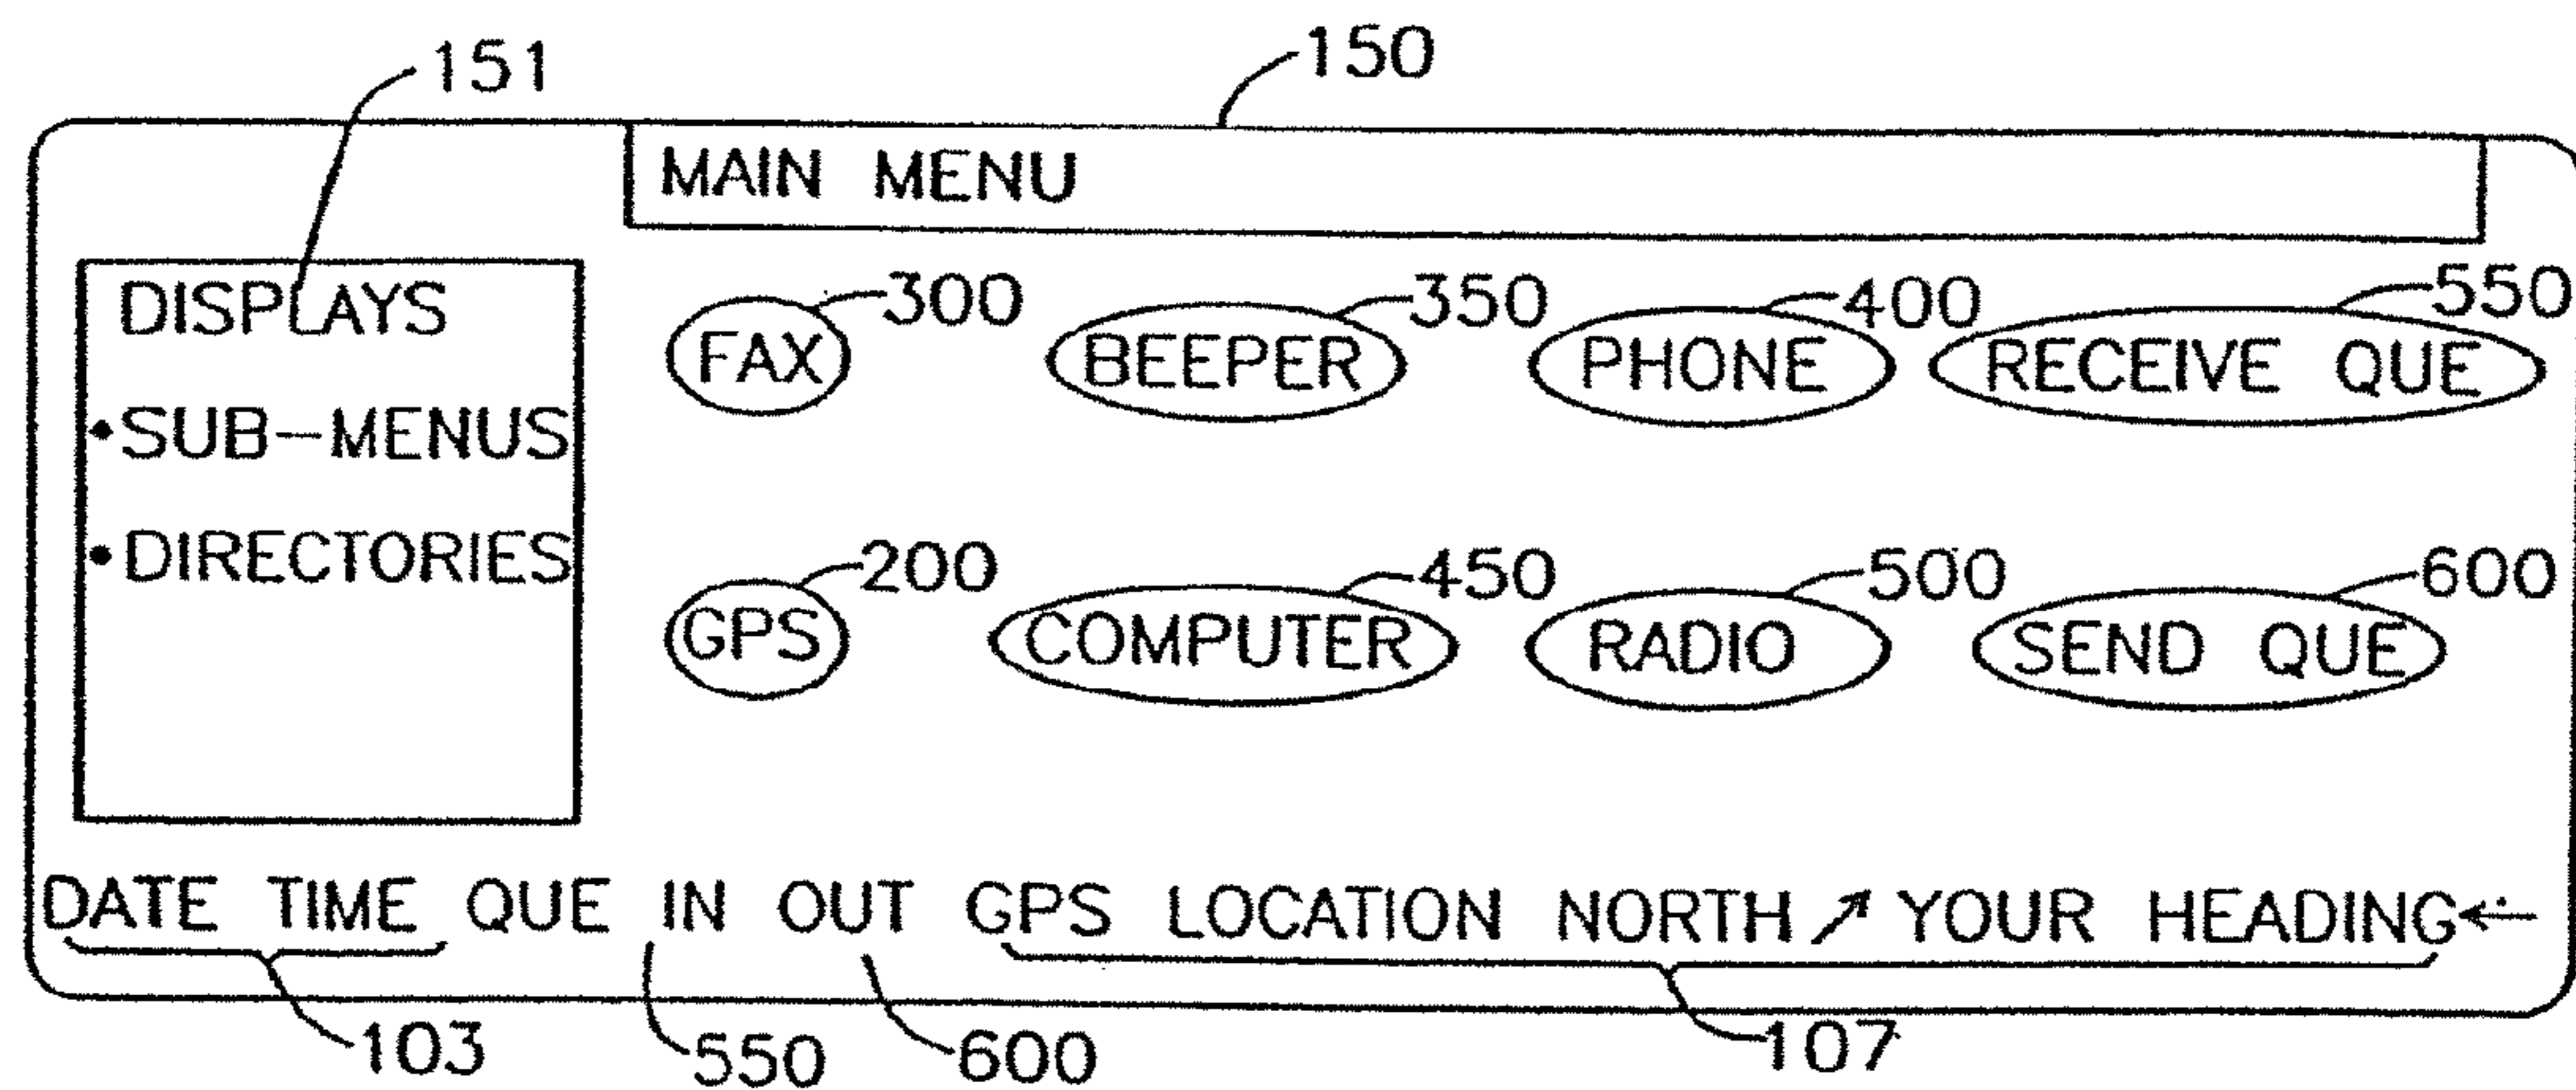 151 150
MAIN MENU
DISPLAYS
•SUB-MENUS
•DIRECTORIES
300 350 400 550
FAX BEEPER PHONE RECEIVE QUE
200 450 500 600
GPS COMPUTER RADIO SEND QUE
DATE TIME QUE IN OUT GPS LOCATION NORTH ↗ YOUR HEADING ←
103 550 600 107